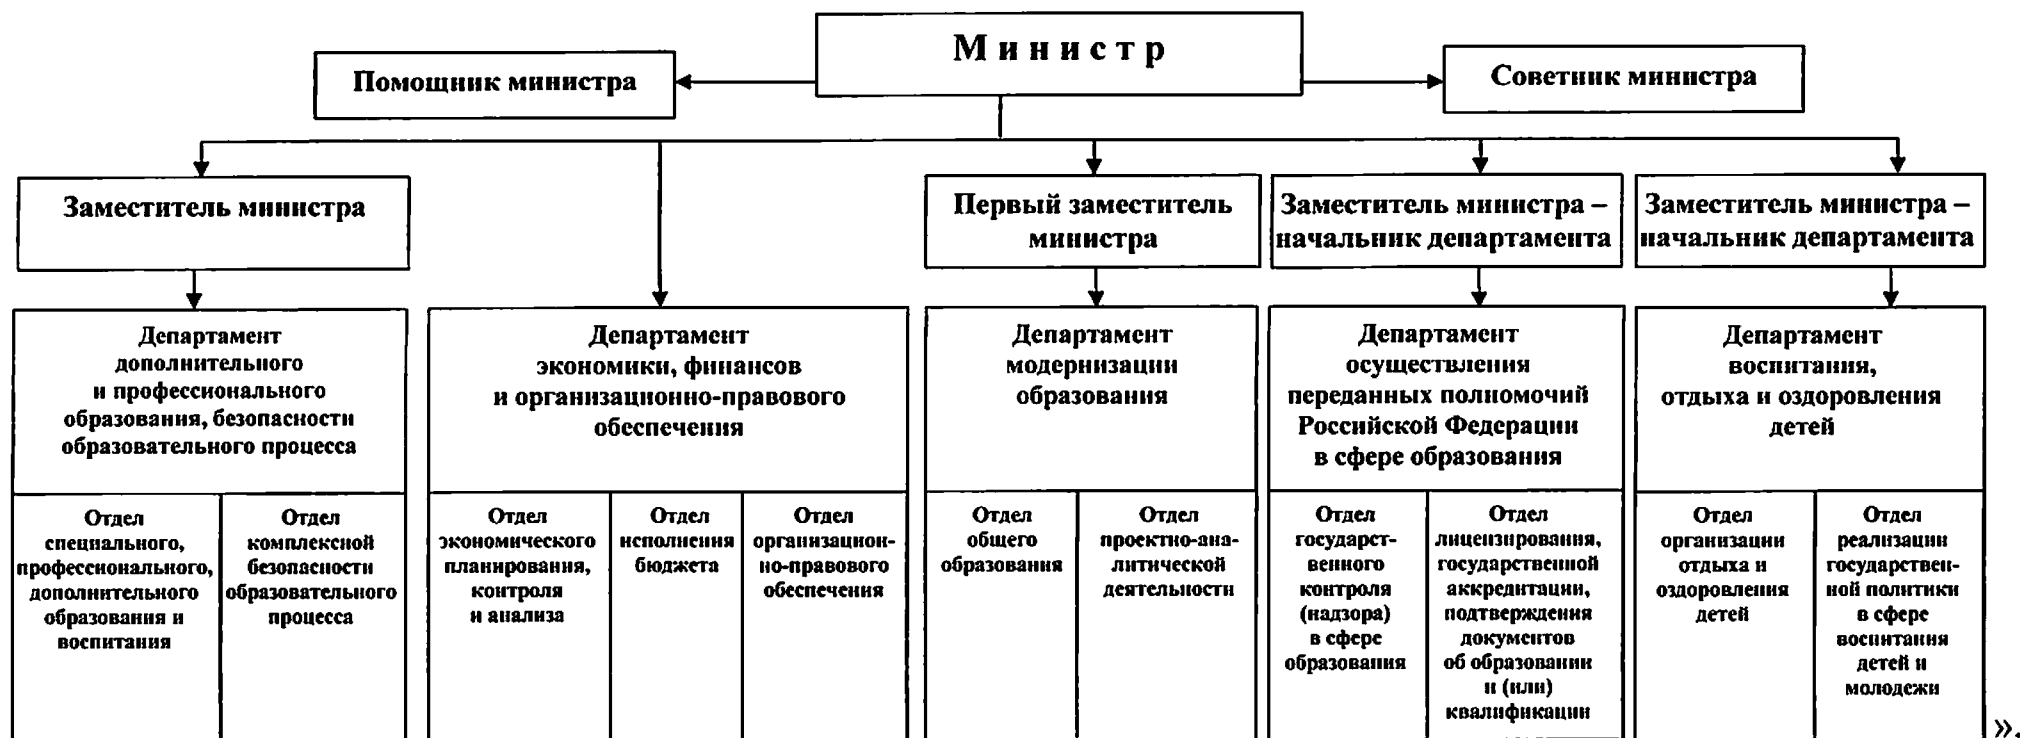 Министр
Помощник министра
Советник министра
Заместитель министра
Первый заместитель
министра
Заместитель министра –
начальник департамента
Заместитель министра –
начальник департамента
Департамент
дополнительного
и профессионального
образования, безопасности
образовательного процесса
Департамент
экономики, финансов
и организационно-правового
обеспечения
Департамент
модернизации
образования
Департамент
осуществления
переданных полномочий
Российской Федерации
в сфере образования
Департамент
воспитания,
отдыха и оздоровления
детей
Отдел
специального,
профессионального,
дополнительного
образования и
воспитания
Отдел
комплексной
безопасности
образовательного
процесса
Отдел
экономического
планирования,
контроля
и анализа
Отдел
исполнения
бюджета
Отдел
организацион-
но-правового
обеспечения
Отдел
общего
образования
Отдел
проектно-ана-
литической
деятельности
Отдел
государст-
венного
контроля
(надзора)
в сфере
образования
Отдел
лицензирования,
государственной
аккредитации,
подтверждения
документов
об образовании
и (или)
квалификации
Отдел
организации
отдыха и
оздоровления
детей
Отдел
реализации
государствен-
ной политики
в сфере
воспитания
детей и
молодежи
».